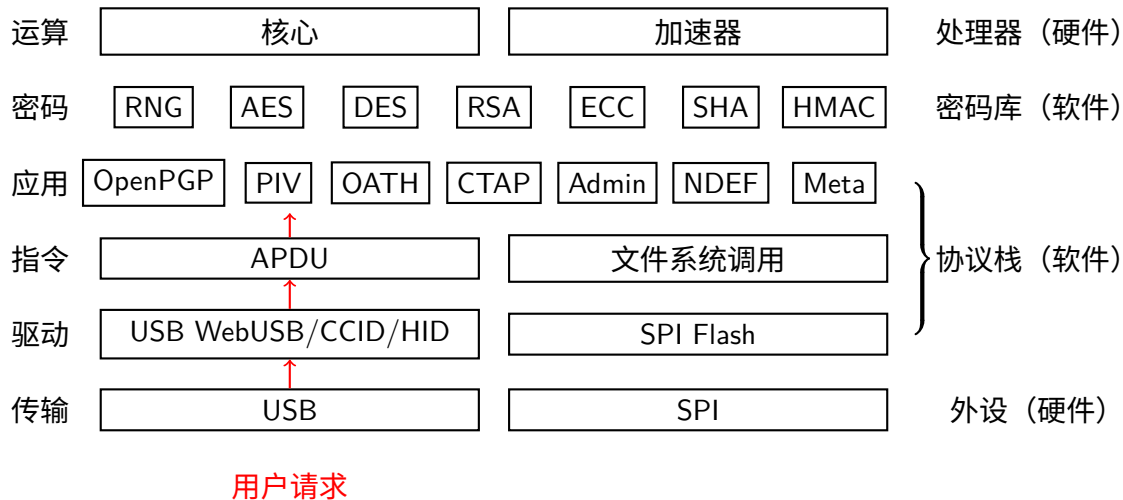 运算 核心 加速器 处理器（硬件）
密码 RNG AES DES RSA ECC SHA HMAC 密码库（软件）
应用 OpenPGP PIV OATH CTAP Admin NDEF Meta
指令 APDU 文件系统调用 协议栈（软件）
驱动 USB WebUSB/CCID/HID SPI Flash
传输 USB SPI 外设（硬件）
用户请求